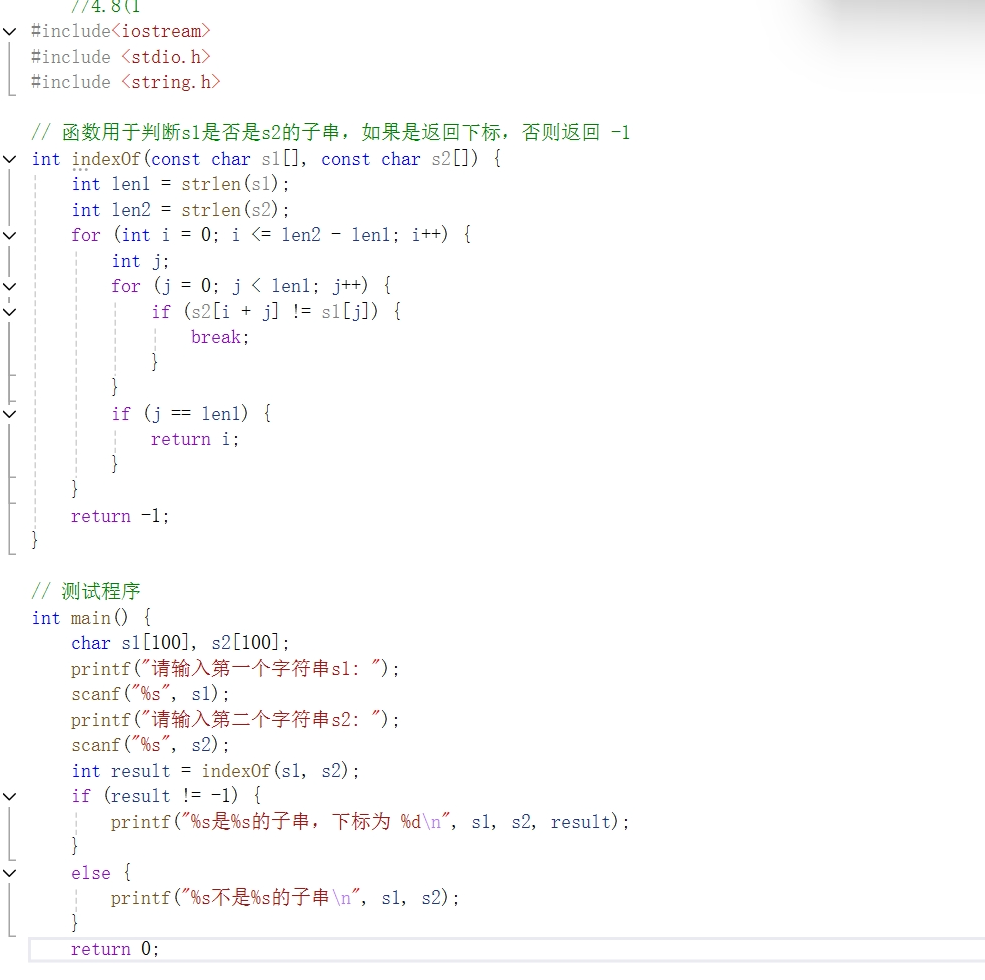 //4.8(1
#include<iostream>
#include <stdio.h>
#include <string.h>
// 函数用于判断s1是否是s2的子串，如果是返回下标，否则返回 -1
int indexOf(const char s1[], const char s2[]) {
    int len1 = strlen(s1);
    int len2 = strlen(s2);
    for (int i = 0; i <= len2 - len1; i++) {
        int j;
        for (j = 0; j < len1; j++) {
            if (s2[i + j] != s1[j]) {
                break;
            }
        }
        if (j == len1) {
            return i;
        }
    }
    return -1;
}
// 测试程序
int main() {
    char s1[100], s2[100];
    printf("请输入第一个字符串s1: ");
    scanf("%s", s1);
    printf("请输入第二个字符串s2: ");
    scanf("%s", s2);
    int result = indexOf(s1, s2);
    if (result != -1) {
        printf("%s是%s的子串，下标为 %d\n", s1, s2, result);
    }
    else {
        printf("%s不是%s的子串\n", s1, s2);
    }
    return 0;